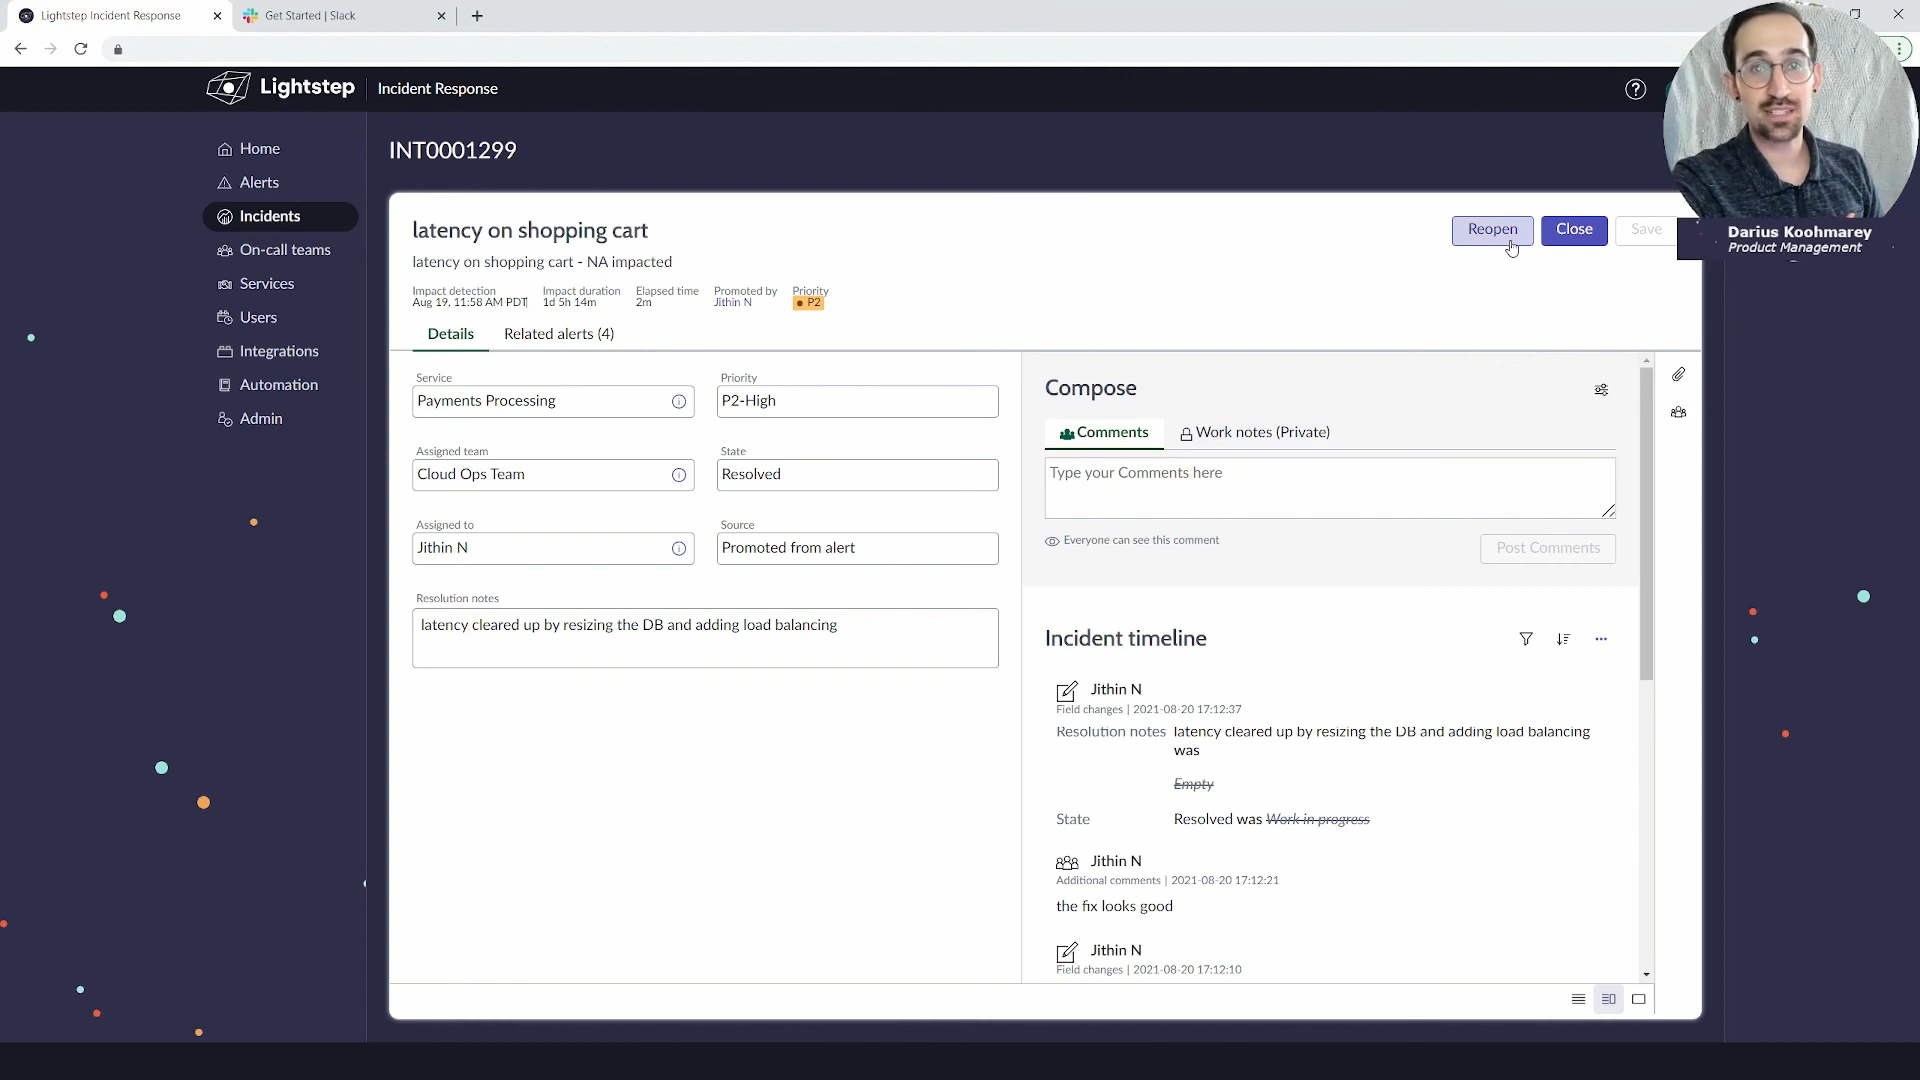 Lightstep Incident Response
Get Started | Slack
Lightstep
Incident Response
Home
Alerts
Incidents
On-call teams
Services
Users
Integrations
Automation
Admin
INT0001299
latency on shopping cart
Reopen
Close
Save
latency on shopping cart - NA impacted
Impact detection
Aug 19, 11:58 AM PDT
Impact duration
1d 5h 14m
Elapsed time
2m
Promoted by
Jithin N
Priority
P2
Darius Koohmarey
Product Management
Details
Related alerts (4)
Service
Payments Processing
Priority
P2-High
Assigned team
Cloud Ops Team
State
Resolved
Assigned to
Jithin N
Source
Promoted from alert
Resolution notes
latency cleared up by resizing the DB and adding load balancing
Compose
Comments
Work notes (Private)
Type your Comments here
Everyone can see this comment
Post Comments
Incident timeline
Jithin N
Field changes | 2021-08-20 17:12:37
Resolution notes latency cleared up by resizing the DB and adding load balancing
was
Empty
State Resolved was Work in progress
Jithin N
Additional comments | 2021-08-20 17:12:21
the fix looks good
Jithin N
Field changes | 2021-08-20 17:12:10